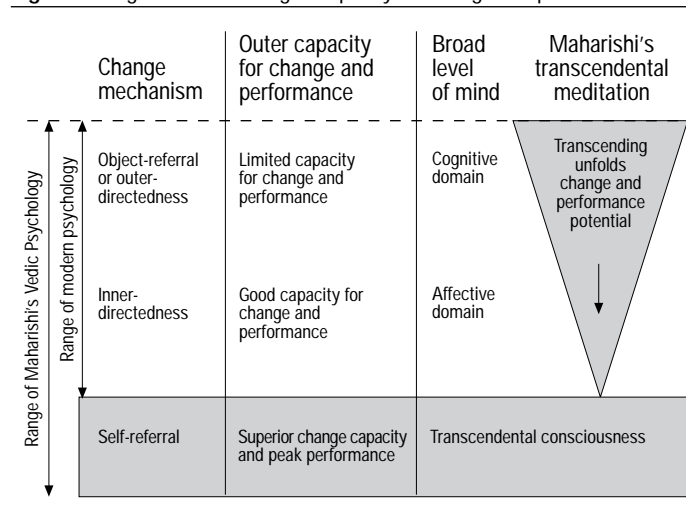 Change
mechanism
Outer capacity
for change and
performance
Broad
level
of mind
Maharishi's
transcendental
meditation
Range of Maharishi's Vedic Psychology
Range of modern psychology
Object-referral
or outer-
directedness
Limited capacity
for change and
performance
Cognitive
domain
Transcending
unfolds
change and
performance
potential
Inner-
directedness
Good capacity for
change and
performance
Affective
domain
Self-referral
Superior change capacity
and peak performance
Transcendental consciousness